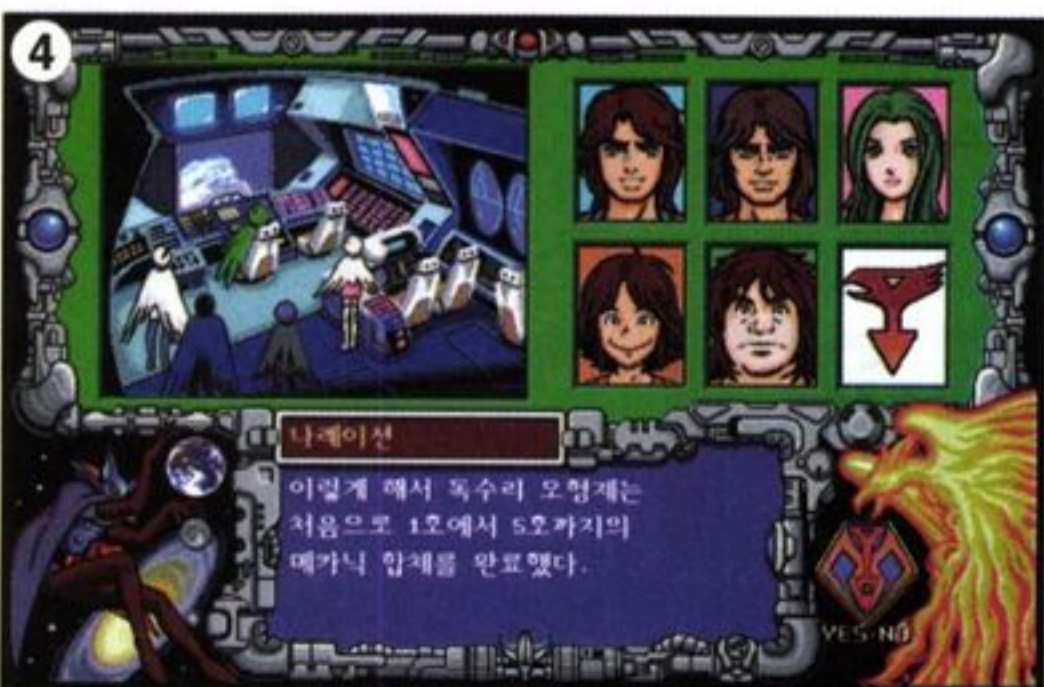 4
나레이션
이렇게 해서 독수리 오형제는
처음으로 1호에서 5호까지의
메카닉 합체를 완료했다.
YES·NO